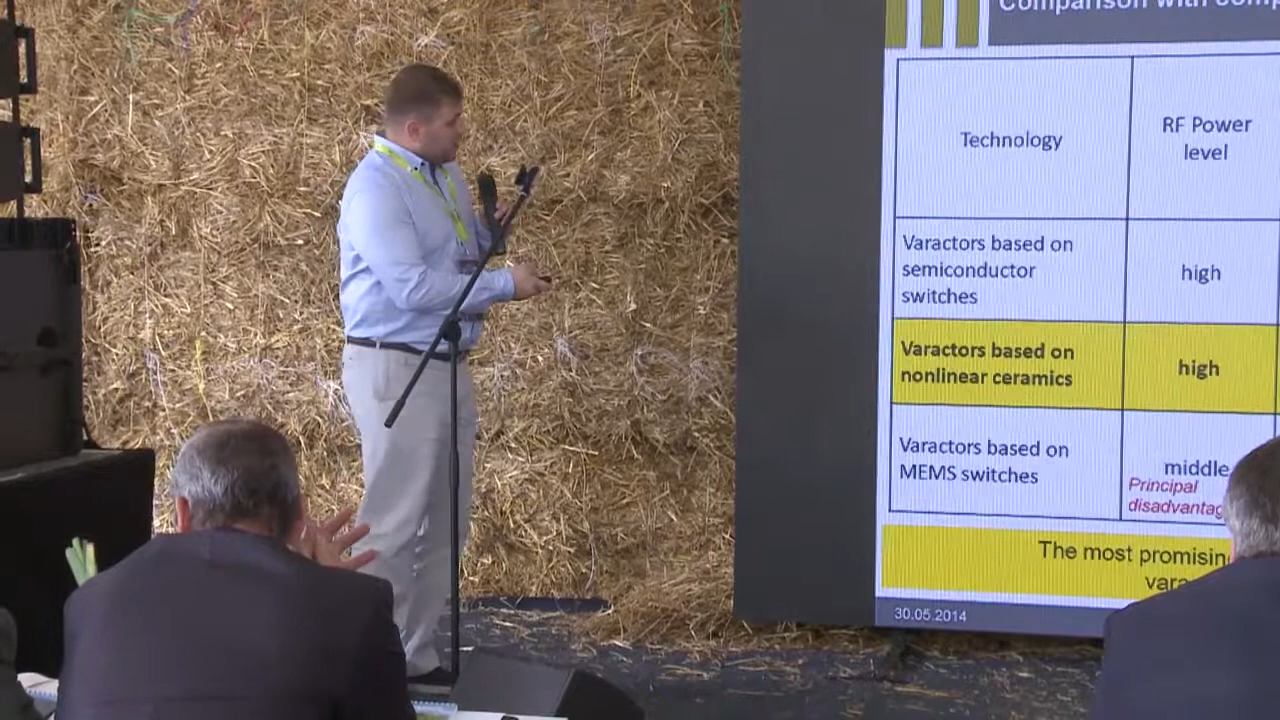 Comparison with
Technology
RF Power
level
Varactors based on
semiconductor
switches
high
Varactors based on
nonlinear ceramics
high
Varactors based on
MEMS switches
middle
Principal
The most
30.05.2014